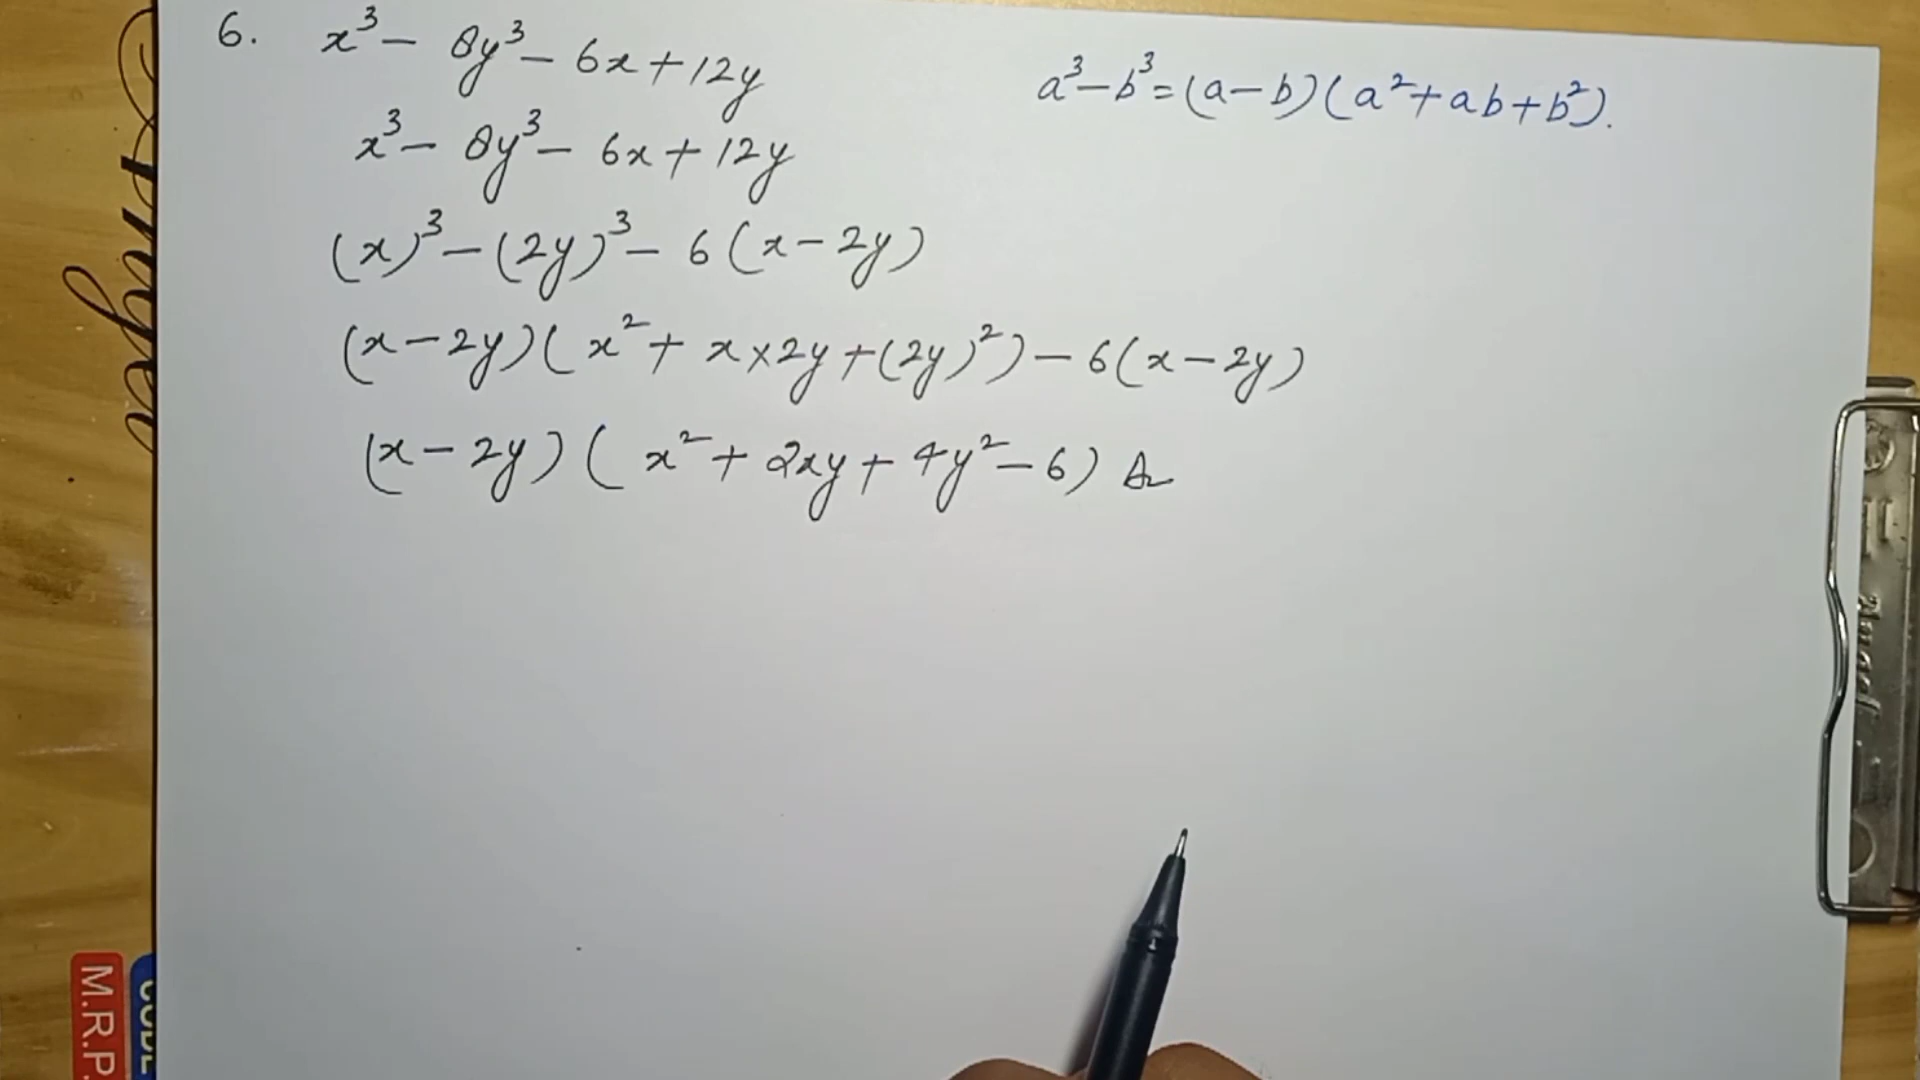 6. x³ - 8y³ - 6x + 12y
a³ - b³ = (a - b)(a² + ab + b²).
x³ - 8y³ - 6x + 12y
(x)³ - (2y)³ - 6(x - 2y)
(x - 2y)(x² + x × 2y + (2y)²) - 6(x - 2y)
(x - 2y)(x² + 2xy + 4y² - 6)
M.R.P.